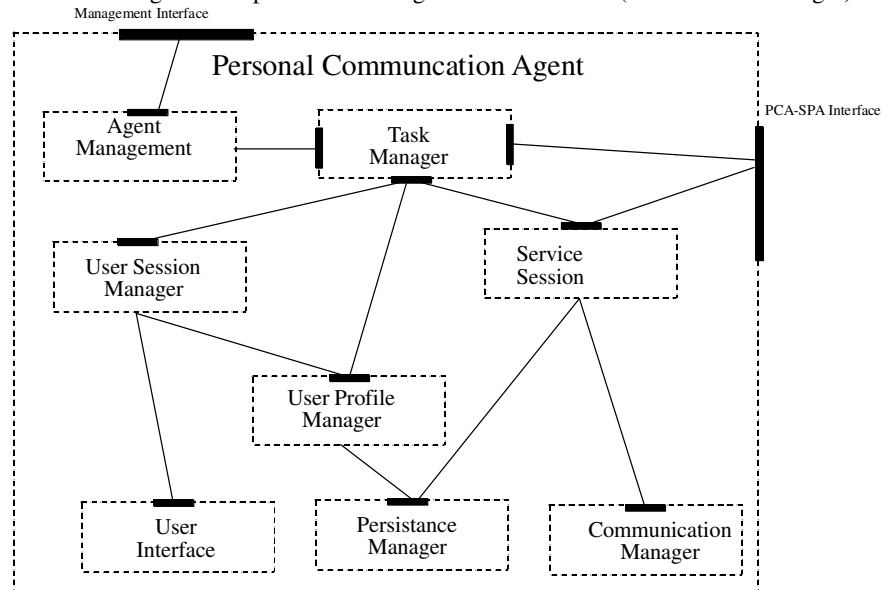 Management Interface
Personal Communcation Agent
PCA-SPA Interface
Agent
Management
Task
Manager
User Session
Manager
Service
Session
User Profile
Manager
User
Interface
Persistance
Manager
Communication
Manager